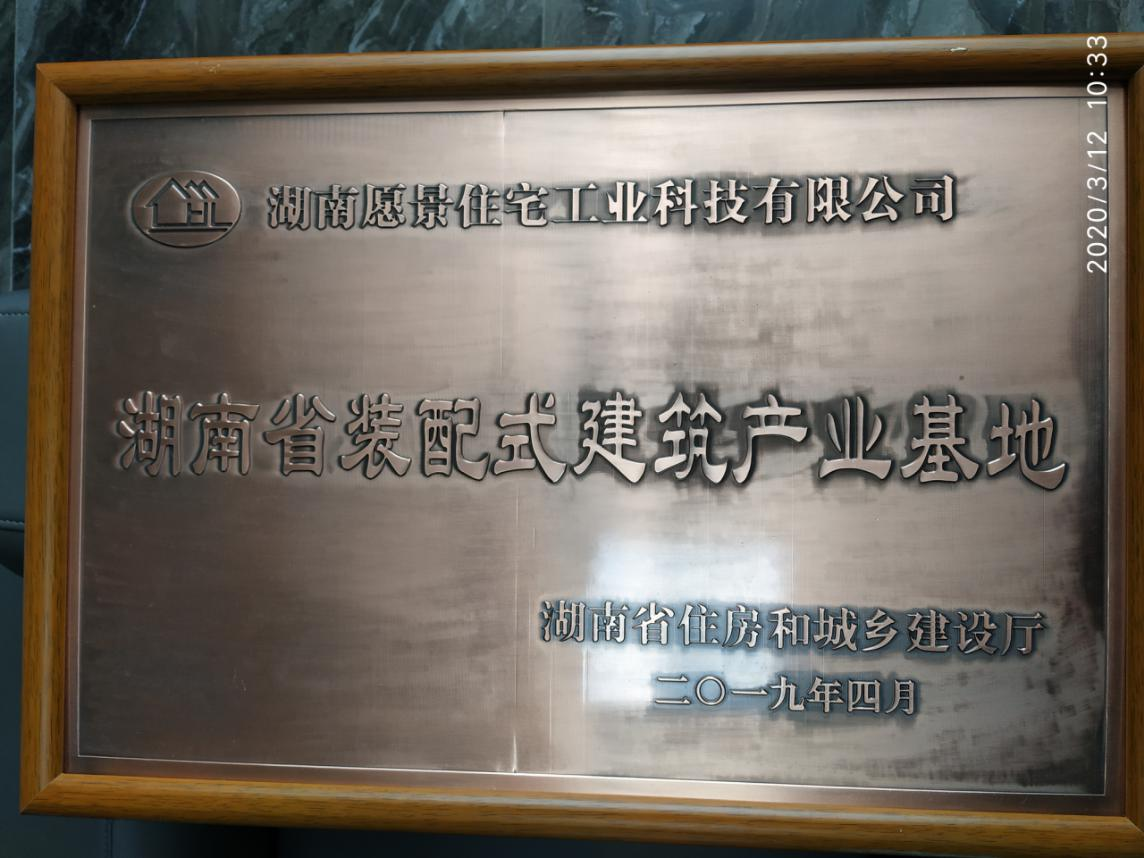 湖南愿景住宅工业科技有限公司
湖南省装配式建筑产业基地
湖南省住房和城乡建设厅
二〇一九年四月
2020/3/12 10:33